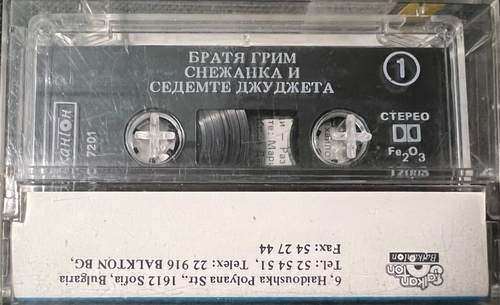 БРАТЯ ГРИМ
СНЕЖАНКА И
СЕДЕМТЕ ДЖУДЖЕТА
1
7201
СТЕРЕО
Fe2O3
6, Haidoushka Polyana Str., 1612 Sofia, Bulgaria
Tel.: 52 54 51, Telex: 22 916 BALKTON BG,
Fax: 54 27 44
Balkanton